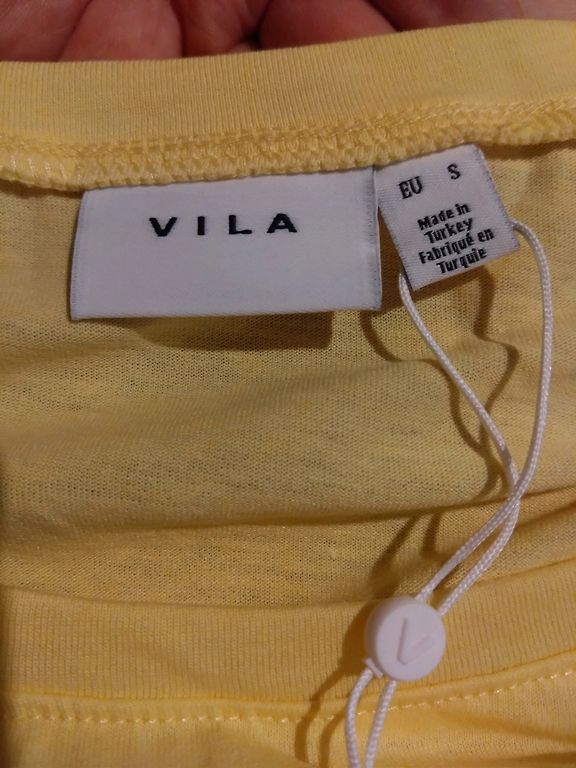 VILA
EU S
Made in
Turkey
Fabriqué en
Turquie
V